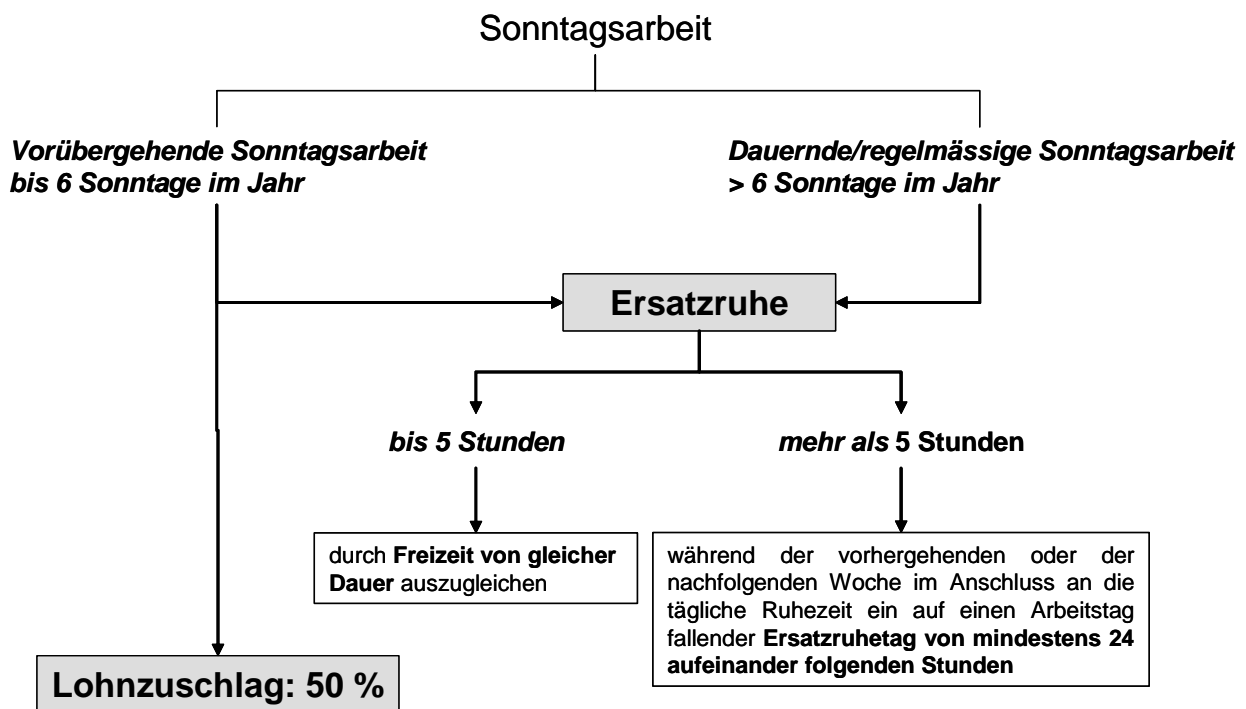 Sonntagsarbeit
Vorübergehende Sonntagsarbeit
bis 6 Sonntage im Jahr
Dauernde/regelmässige Sonntagsarbeit
> 6 Sonntage im Jahr
Ersatzruhe
bis 5 Stunden
mehr als 5 Stunden
durch Freizeit von gleicher
Dauer auszugleichen
während der vorhergehenden oder der
nachfolgenden Woche im Anschluss an die
tägliche Ruhezeit ein auf einen Arbeitstag
fallender Ersatzruhetag von mindestens 24
aufeinander folgenden Stunden
Lohnzuschlag: 50 %